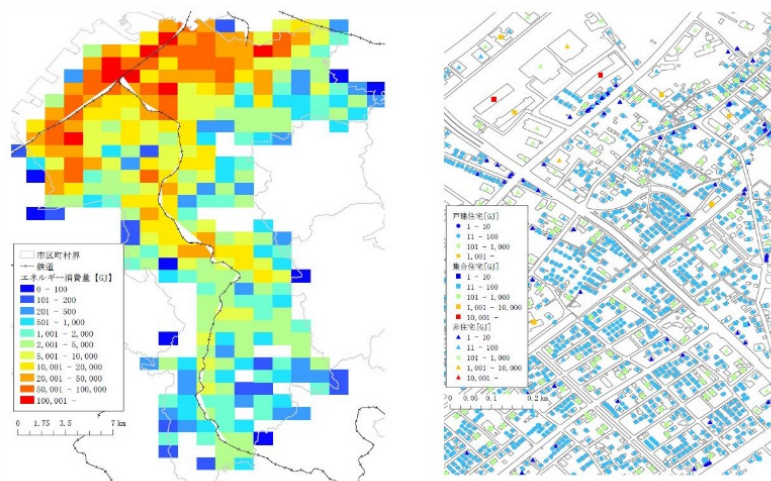 市区町村界
鉄道
エネルギー消費量【GJ】
0 - 100
101 - 200
201 - 500
501 - 1,000
1,001 - 2,000
2,001 - 5,000
5,001 - 10,000
10,001 - 20,000
20,001 - 50,000
50,001 - 100,000
100,001 -
0 1.75 3.5 7 km
戸建住宅[GJ]
1 - 10
11 - 100
101 - 1,000
1,001 -
集合住宅[GJ]
1 - 10
11 - 100
101 - 1,000
1,001 - 10,000
10,001 -
非住宅[GJ]
1 - 10
11 - 100
101 - 1,000
1,001 - 10,000
10,001 -
0 0.05 0.1 0.2 km